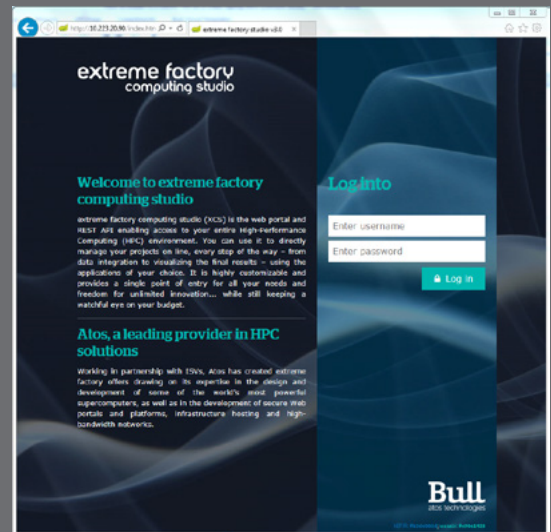 http://10.223.20.90/index.htm
extreme factory studio v3.0
extreme factory
computing studio
Welcome to extreme factory
computing studio
extreme factory computing studio (XCS) is the web portal and
REST API enabling access to your entire High-Performance
Computing (HPC) environment. You can use it to directly
manage your projects on line, every step of the way – from
data integration to visualizing the final results – using the
applications of your choice. It is highly customizable and
provides a single point of entry for all your needs and
freedom for unlimited innovation... while still keeping a
watchful eye on your budget.
Atos, a leading provider in HPC
solutions
Working in partnership with ISVs, Atos has created extreme
factory offers drawing on its expertise in the design and
development of some of the world's most powerful
supercomputers, as well as in the development of secure Web
portals and platforms, infrastructure hosting and high-
bandwidth networks.
Log into
Enter username
Enter password
Log in
Bull
atos technologies